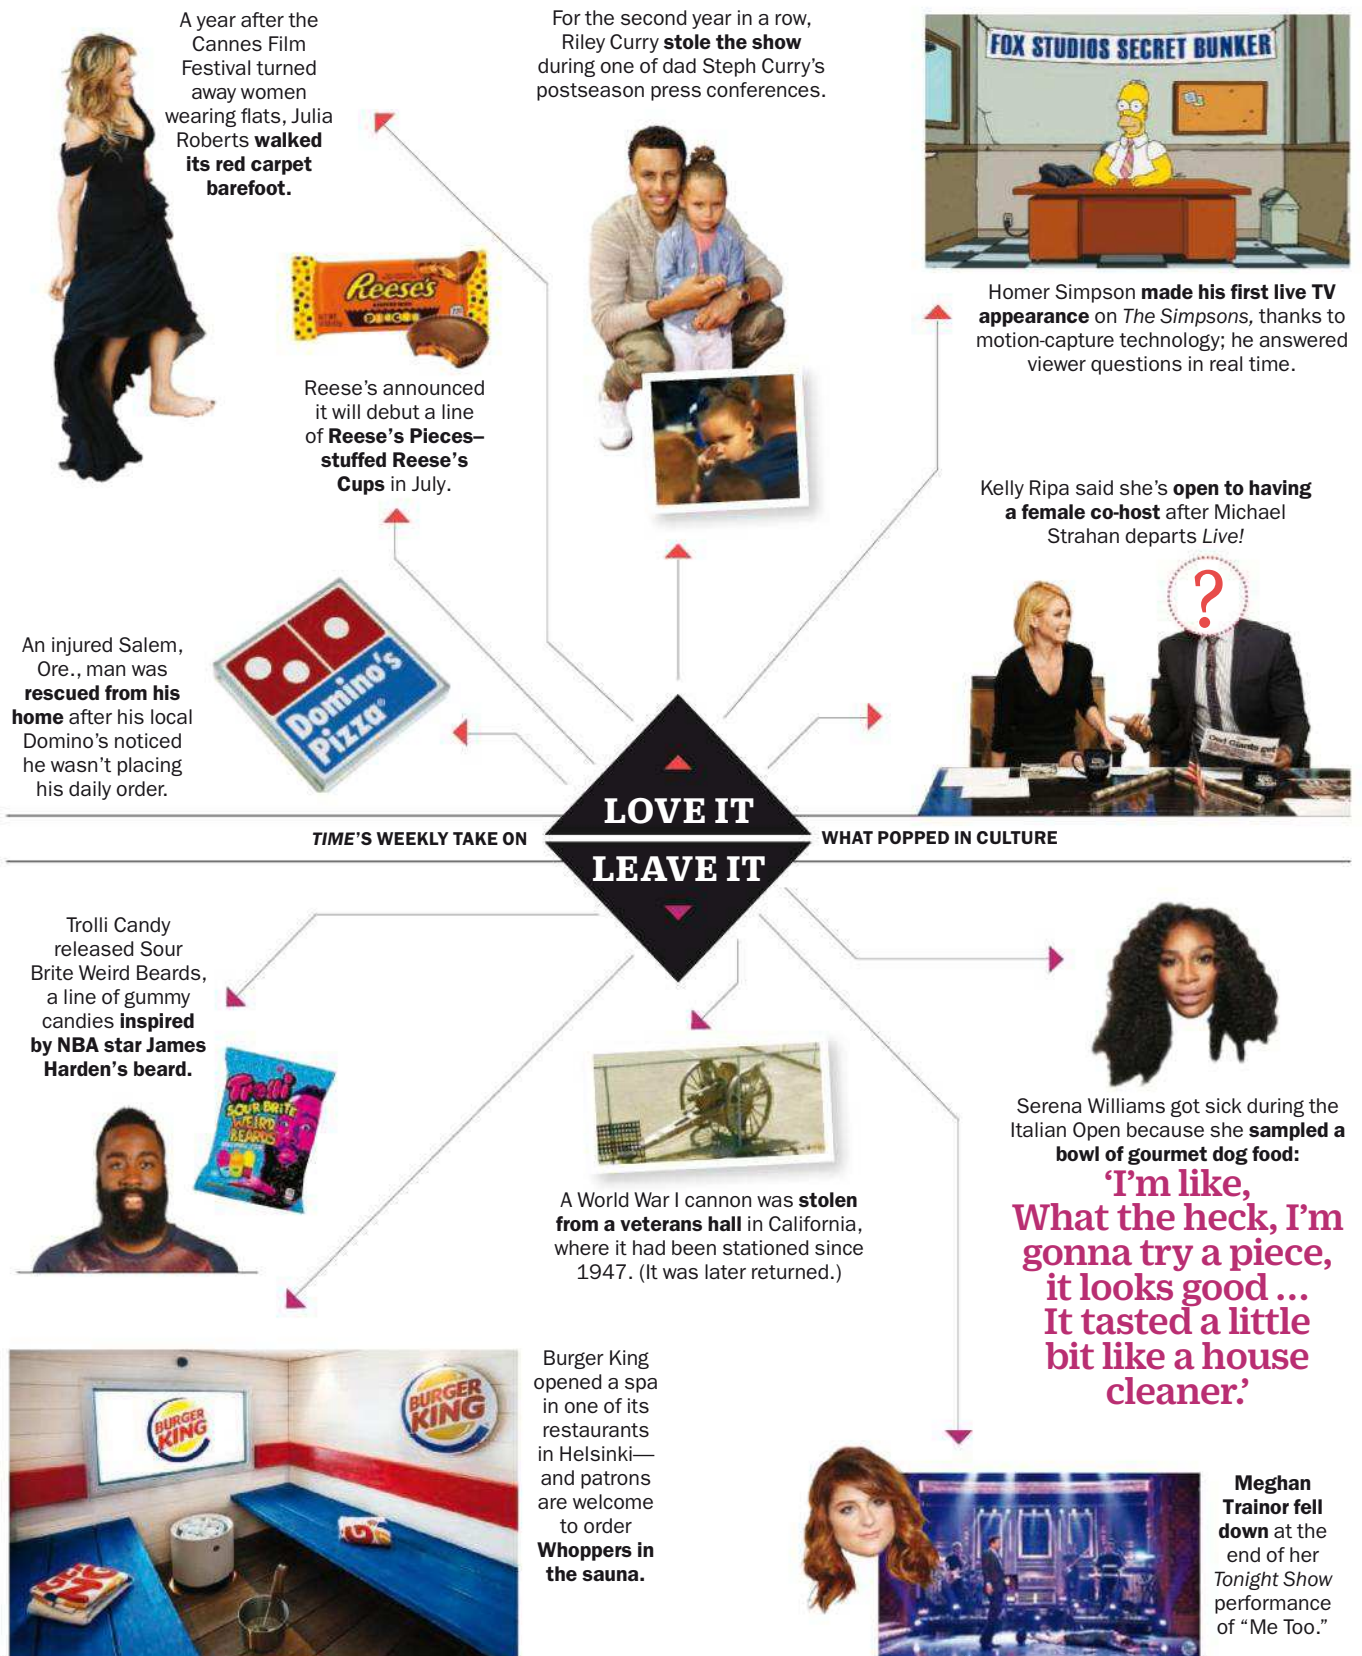 A year after the
Cannes Film
Festival turned
away women
wearing flats, Julia
Roberts walked
its red carpet
barefoot.
For the second year in a row,
Riley Curry stole the show
during one of dad Steph Curry's
postseason press conferences.
FOX STUDIOS SECRET BUNKER
Homer Simpson made his first live TV
appearance on The Simpsons, thanks to
motion-capture technology; he answered
viewer questions in real time.
Reese's
PIECES
Reese's announced
it will debut a line
of Reese's Pieces–
stuffed Reese's
Cups in July.
Kelly Ripa said she's open to having
a female co-host after Michael
Strahan departs Live!
?
An injured Salem,
Ore., man was
rescued from his
home after his local
Domino's noticed
he wasn't placing
his daily order.
Domino's
Pizza®
LOVE IT
TIME'S WEEKLY TAKE ON
WHAT POPPED IN CULTURE
LEAVE IT
Trolli Candy
released Sour
Brite Weird Beards,
a line of gummy
candies inspired
by NBA star James
Harden's beard.
Trolli
SOUR BRITE
WEIRD
BEARDS
A World War I cannon was stolen
from a veterans hall in California,
where it had been stationed since
1947. (It was later returned.)
Serena Williams got sick during the
Italian Open because she sampled a
bowl of gourmet dog food:
‘I'm like,
What the heck, I'm
gonna try a piece,
it looks good ...
It tasted a little
bit like a house
cleaner.’
BURGER
KING
BURGER
KING
Burger King
opened a spa
in one of its
restaurants
in Helsinki—
and patrons
are welcome
to order
Whoppers in
the sauna.
Meghan
Trainor fell
down at the
end of her
Tonight Show
performance
of “Me Too.”